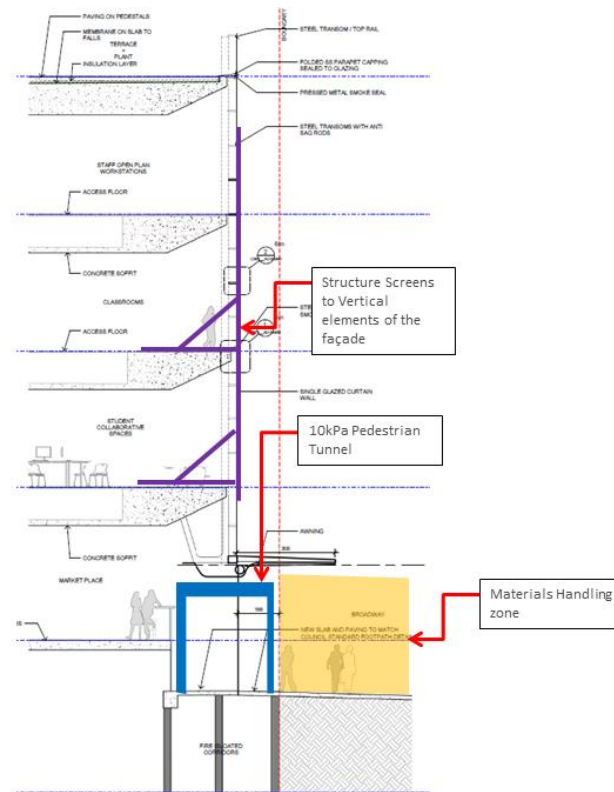 PAVING ON PEDESTALS
MEMBRANE ON SLAB TO
FALLS
TERRACE
+
PLANT
INSULATION LAYER
BOUNDARY
STEEL TRANSOM / TOP RAIL
FOLDED SS PARAPET CAPPING
SEALED TO GLAZING
PRESSED METAL SMOKE SEAL
STEEL TRANSOMS WITH ANTI
SAG RODS
STAFF OPEN PLAN
WORKSTATIONS
ACCESS FLOOR
CONCRETE SOFFIT
CLASSROOMS
Structure Screens
to Vertical
elements of the
façade
ACCESS FLOOR
SINGLE GLAZED CURTAIN
WALL
STUDENT
COLLABORATIVE
SPACES
10kPa Pedestrian
Tunnel
AWNING
CONCRETE SOFFIT
MARKET PLACE
Materials Handling
zone
BROADWAY
NEW SLAB AND PAVING TO MATCH
COUNCIL STANDARD FOOTPATH DETAIL
FIRE ISOLATED
CORRIDORS